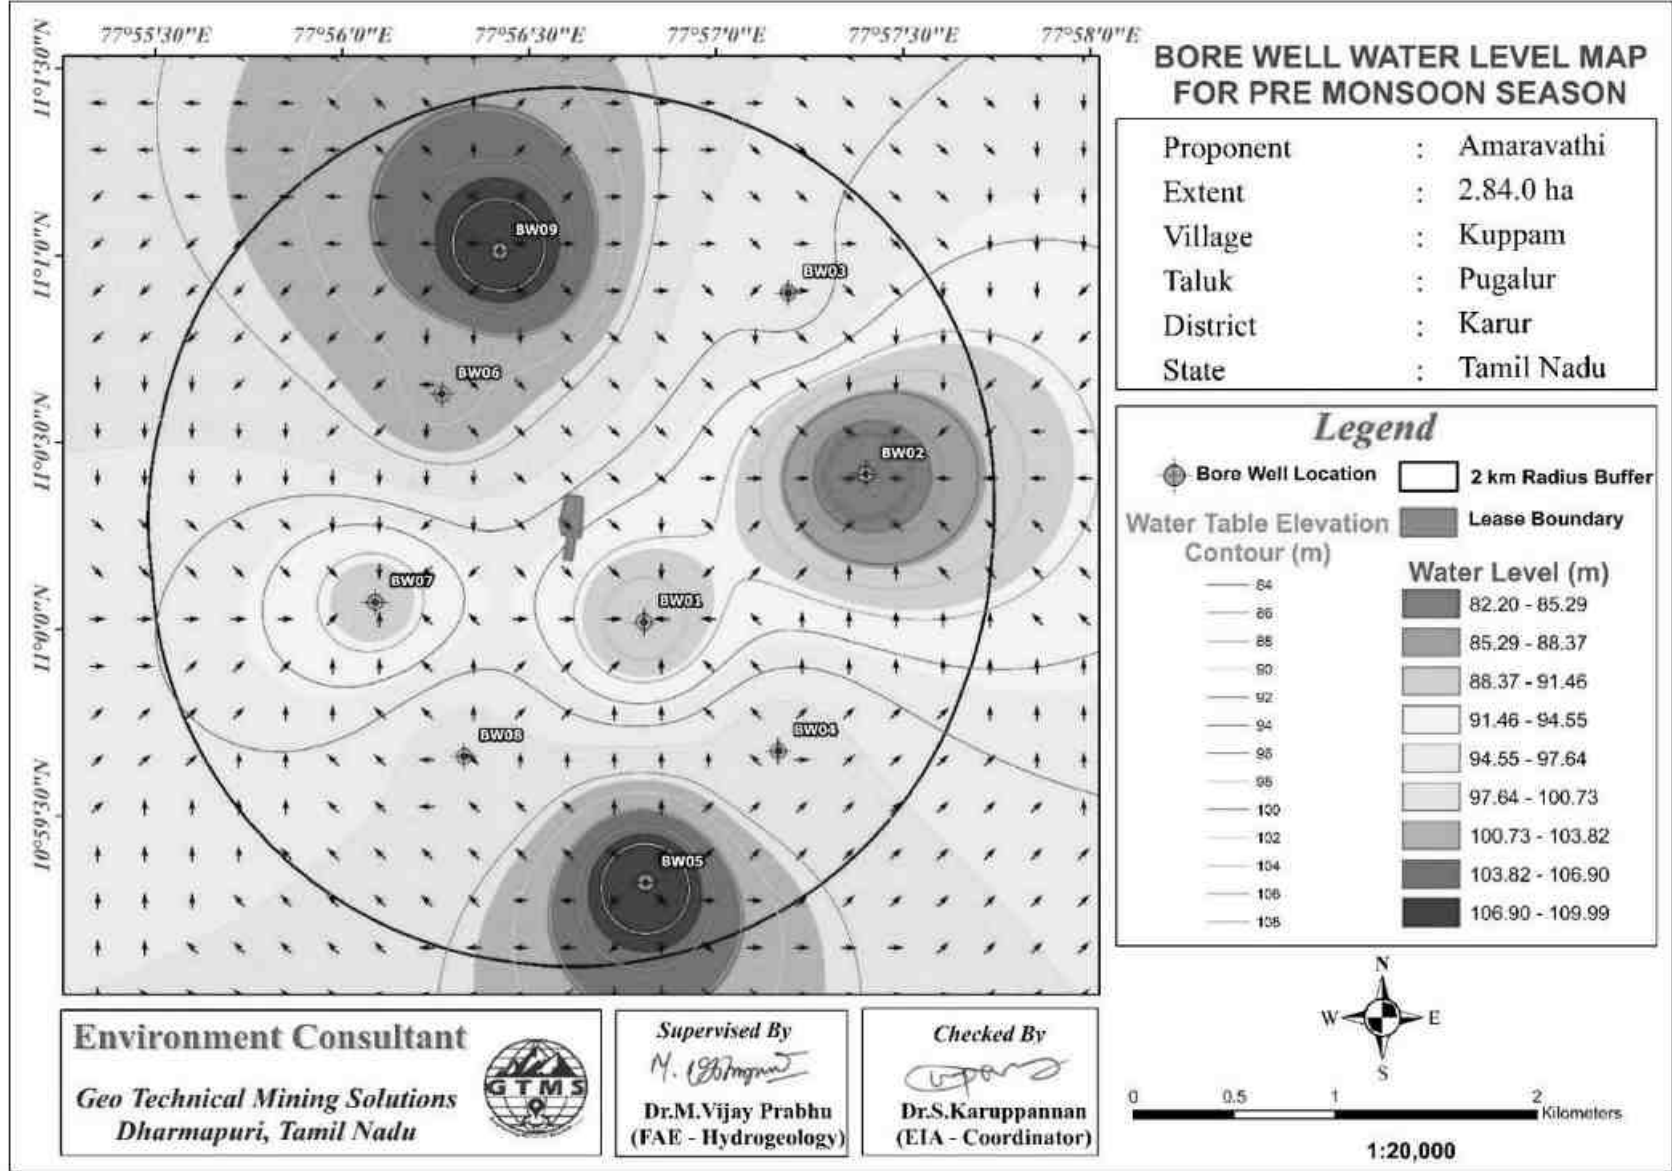 77°55'30"E 77°56'0"E 77°56'30"E 77°57'0"E 77°57'30"E 77°58'0"E
11°1'30"N
11°1'0"N
11°0'30"N
11°0'0"N
10°59'30"N
BW09
BW03
BW06
BW02
BW07
BW01
BW08
BW04
BW05
BORE WELL WATER LEVEL MAP
FOR PRE MONSOON SEASON
Proponent : Amaravathi
Extent : 2.84.0 ha
Village : Kuppam
Taluk : Pugalur
District : Karur
State : Tamil Nadu
Legend
Bore Well Location
2 km Radius Buffer
Lease Boundary
Water Table Elevation
Contour (m)
84
86
88
90
92
94
96
98
100
102
104
106
108
Water Level (m)
82.20 - 85.29
85.29 - 88.37
88.37 - 91.46
91.46 - 94.55
94.55 - 97.64
97.64 - 100.73
100.73 - 103.82
103.82 - 106.90
106.90 - 109.99
N
W E
S
0 0.5 1 2
Kilometers
1:20,000
Environment Consultant
Geo Technical Mining Solutions
Dharmapuri, Tamil Nadu
GTMS
Supervised By
Dr.M.Vijay Prabhu
(FAE - Hydrogeology)
Checked By
Dr.S.Karuppannan
(EIA - Coordinator)